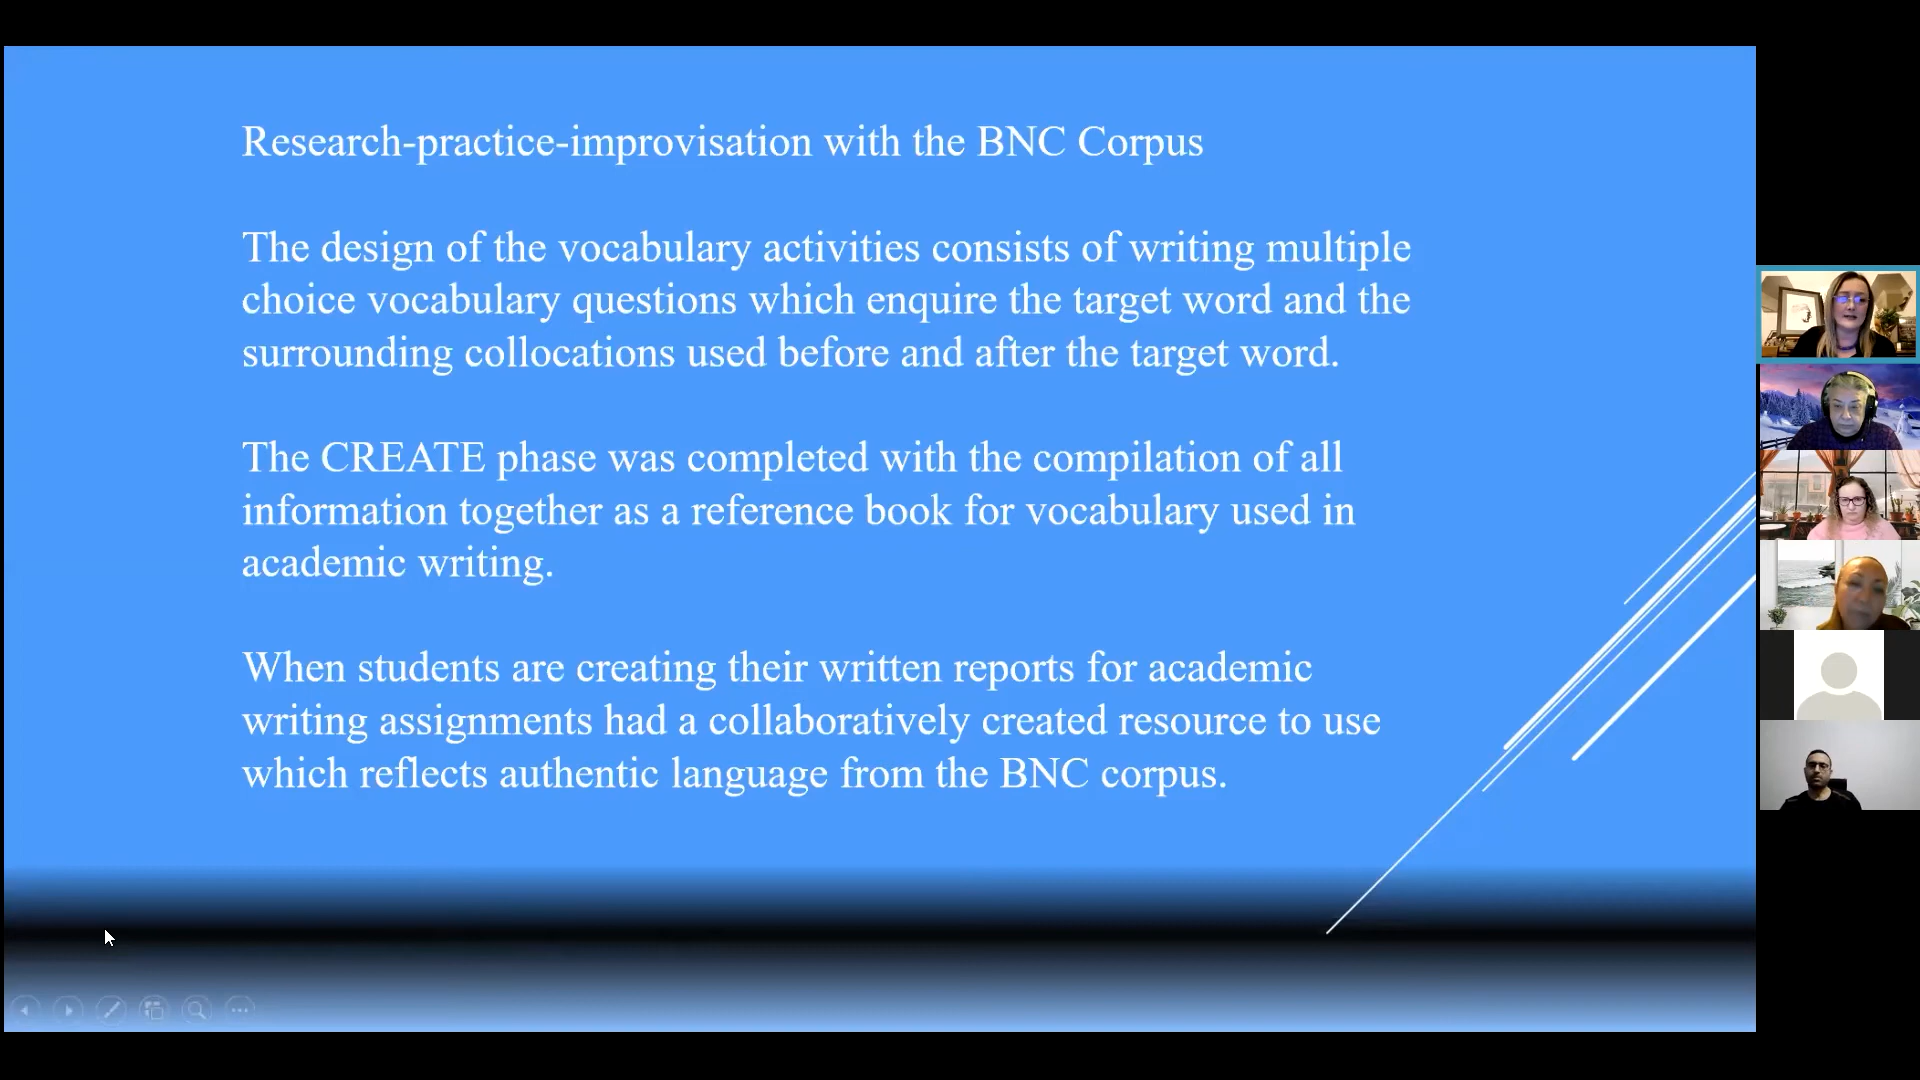 Research-practice-improvisation with the BNC Corpus
The design of the vocabulary activities consists of writing multiple
choice vocabulary questions which enquire the target word and the
surrounding collocations used before and after the target word.
The CREATE phase was completed with the compilation of all
information together as a reference book for vocabulary used in
academic writing.
When students are creating their written reports for academic
writing assignments had a collaboratively created resource to use
which reflects authentic language from the BNC corpus.